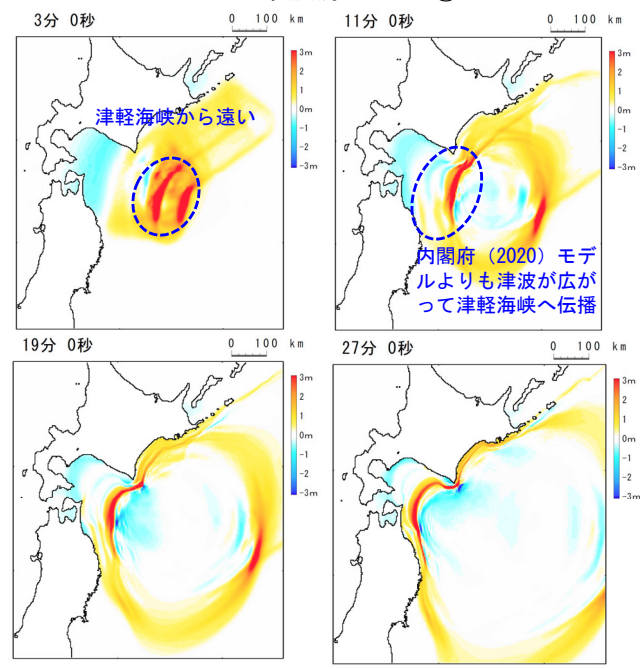 3分 0秒
0 100 km
津軽海峡から遠い
3m
2
1
0m
-1
-2
-3m
11分 0秒
0 100 km
内閣府（2020）モデ
ルよりも津波が広が
って津軽海峡へ伝播
3m
2
1
0m
-1
-2
-3m
19分 0秒
0 100 km
3m
2
1
0m
-1
-2
-3m
27分 0秒
0 100 km
3m
2
1
0m
-1
-2
-3m